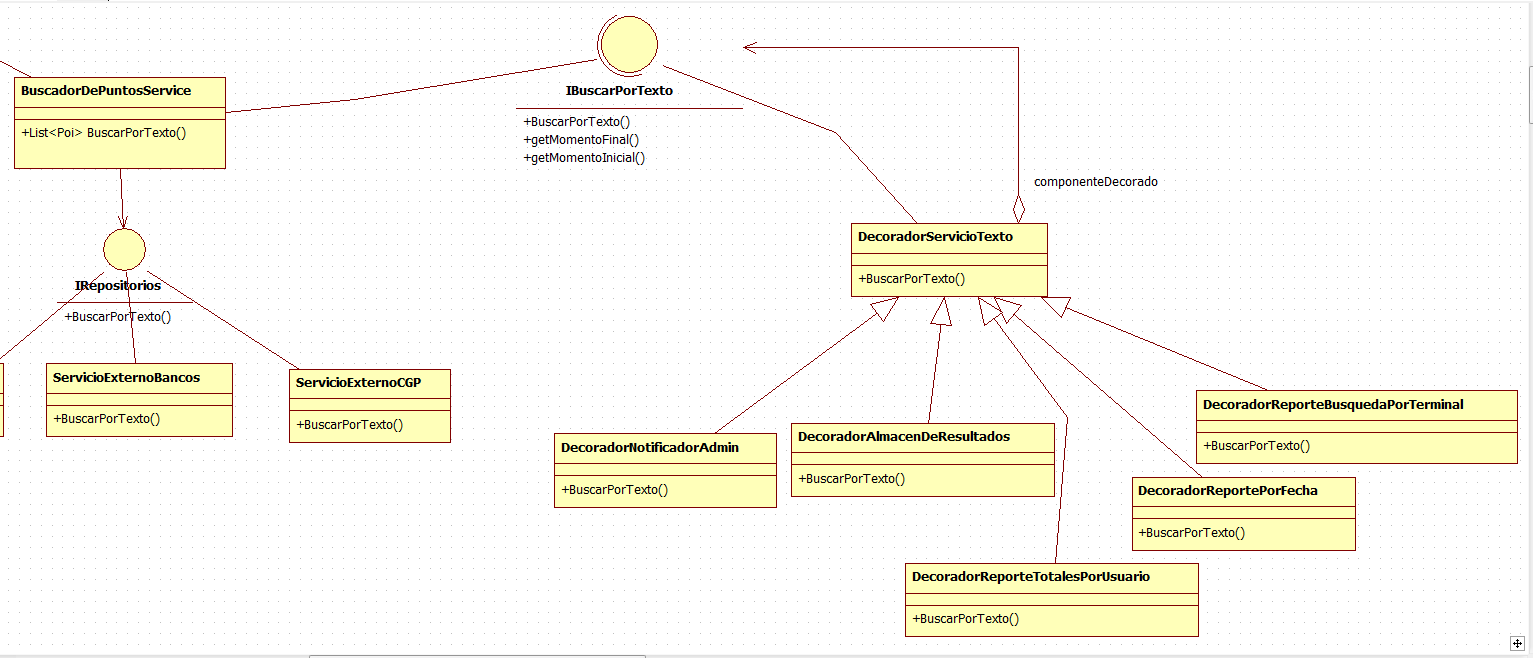 BuscadorDePuntosService
+List<Poi> BuscarPorTexto()
IBuscarPorTexto
+BuscarPorTexto()
+getMomentoFinal()
+getMomentoInicial()
componenteDecorado
DecoradorServicioTexto
+BuscarPorTexto()
IRepositorios
+BuscarPorTexto()
ServicioExternoBancos
+BuscarPorTexto()
ServicioExternoCGP
+BuscarPorTexto()
DecoradorNotificadorAdmin
+BuscarPorTexto()
DecoradorAlmacenDeResultados
+BuscarPorTexto()
DecoradorReporteBusquedaPorTerminal
+BuscarPorTexto()
DecoradorReportePorFecha
+BuscarPorTexto()
DecoradorReporteTotalesPorUsuario
+BuscarPorTexto()